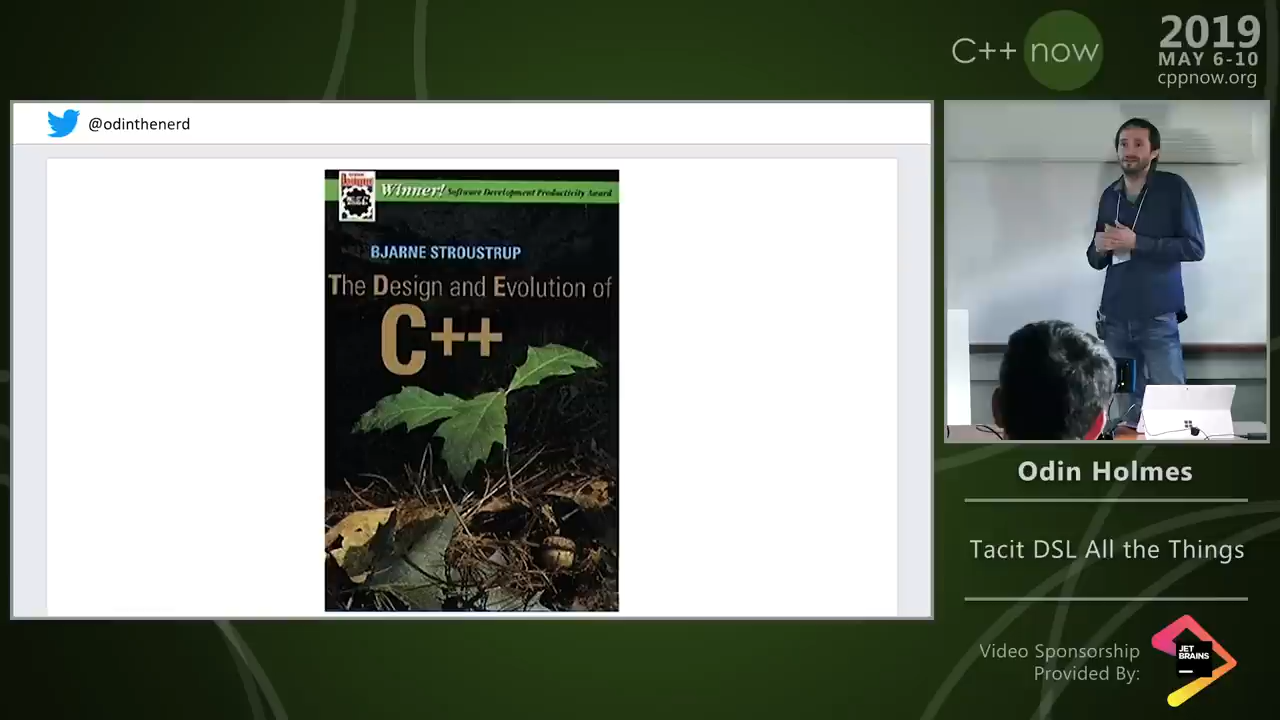 C++ now
2019
MAY 6-10
cppnow.org
@odinthenerd
Winner! Software Development Productivity Award
BJARNE STROUSTRUP
The Design and Evolution of
C++
Odin Holmes
Tacit DSL All the Things
Video Sponsorship
Provided By:
JET
BRAINS